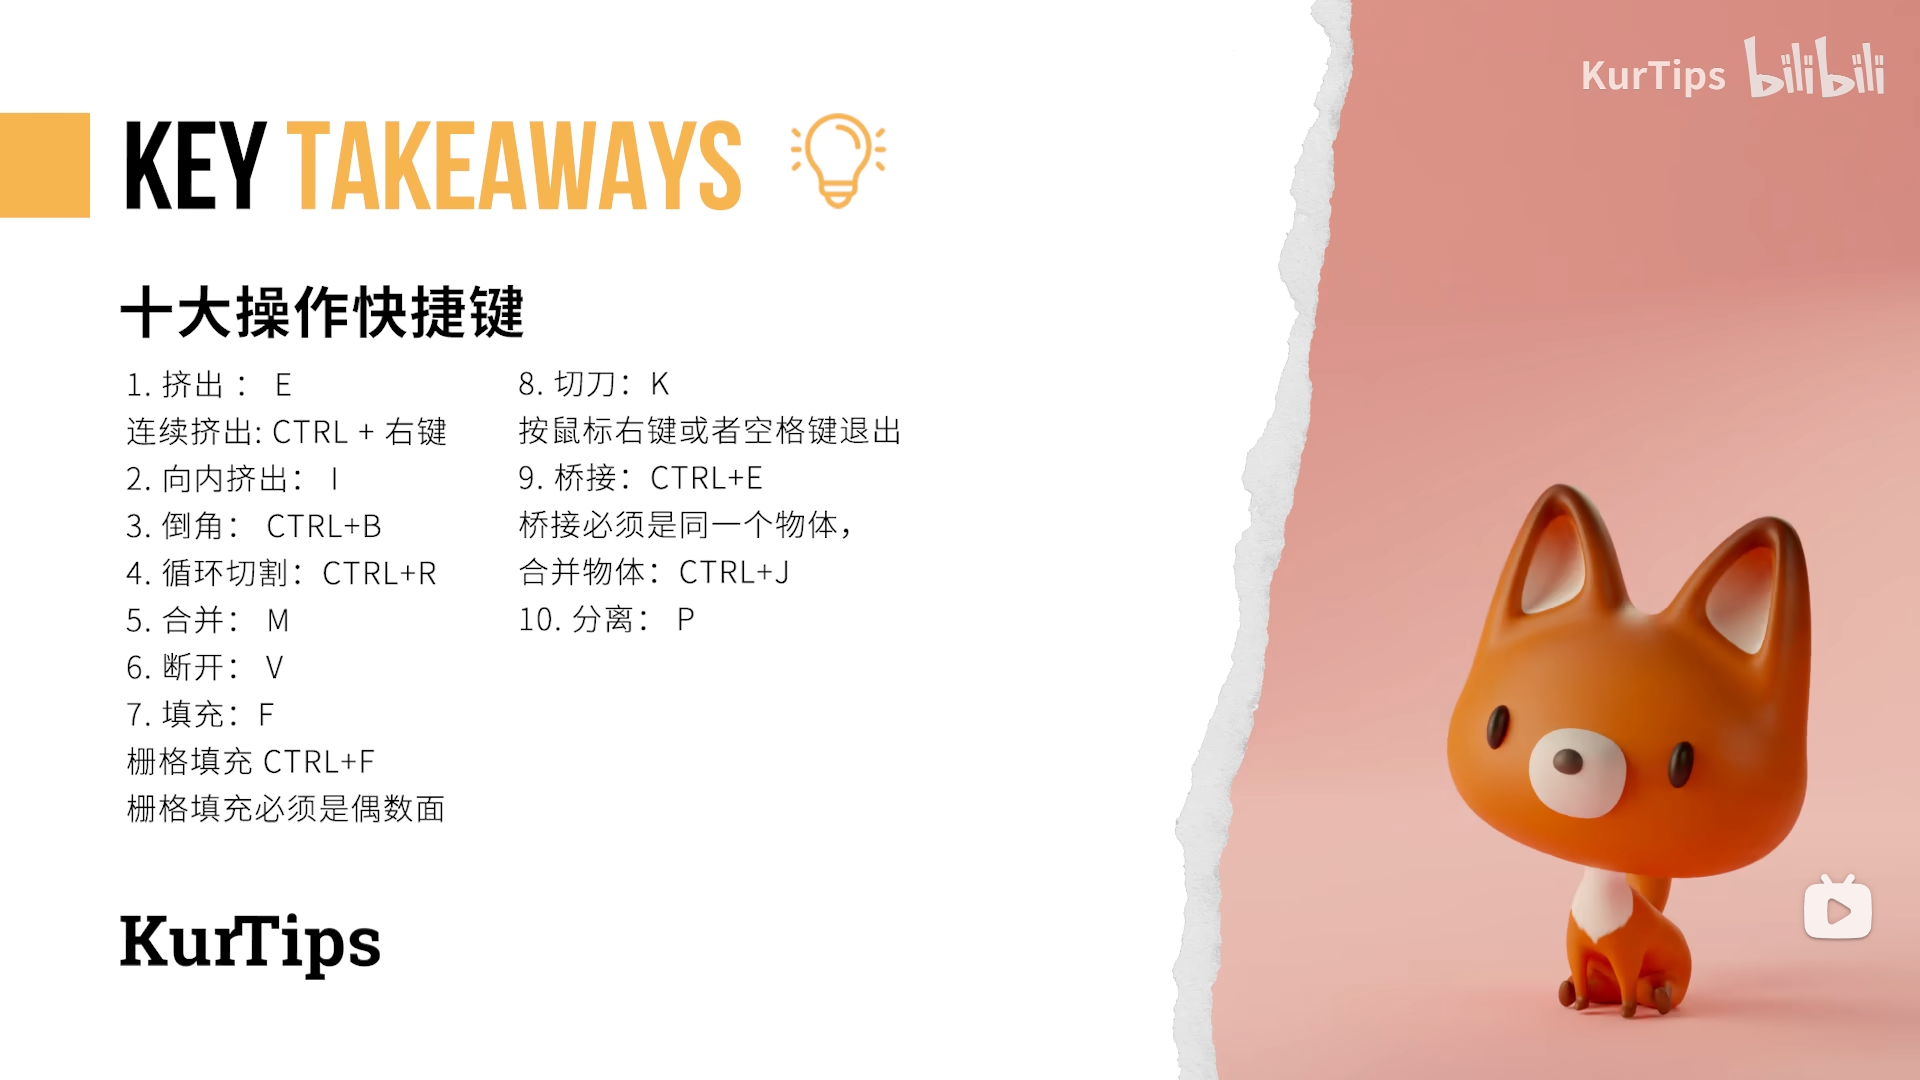 KurTips bilibili
KEY TAKEAWAYS
十大操作快捷键
1. 挤出： E
连续挤出: CTRL + 右键
2. 向内挤出： I
3. 倒角： CTRL+B
4. 循环切割：CTRL+R
5. 合并： M
6. 断开： V
7. 填充：F
栅格填充 CTRL+F
栅格填充必须是偶数面
8. 切刀：K
按鼠标右键或者空格键退出
9. 桥接：CTRL+E
桥接必须是同一个物体，
合并物体：CTRL+J
10. 分离： P
KurTips